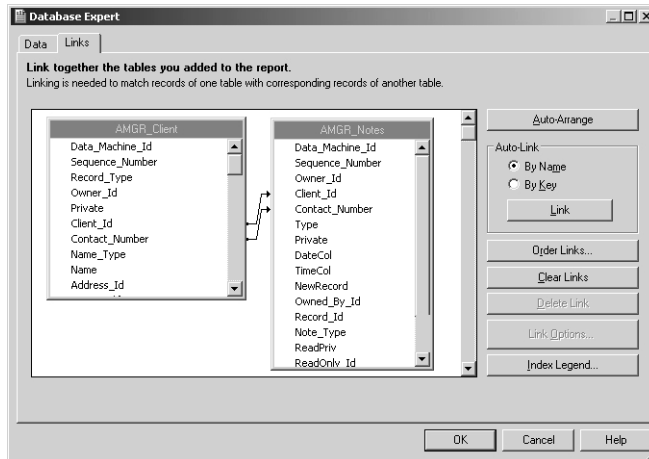 Database Expert
Data
Links
Link together the tables you added to the report.
Linking is needed to match records of one table with corresponding records of another table.
AMGR_Client
Data_Machine_Id
Sequence_Number
Record_Type
Owner_Id
Private
Client_Id
Contact_Number
Name_Type
Name
Address_Id
AMGR_Notes
Data_Machine_Id
Sequence_Number
Owner_Id
Client_Id
Contact_Number
Type
Private
DateCol
TimeCol
NewRecord
Owned_By_Id
Record_Id
Note_Type
ReadPriv
ReadOnly_Id
Auto-Arrange
Auto-Link
By Name
By Key
Link
Order Links...
Clear Links
Delete Link
Link Options...
Index Legend...
OK
Cancel
Help